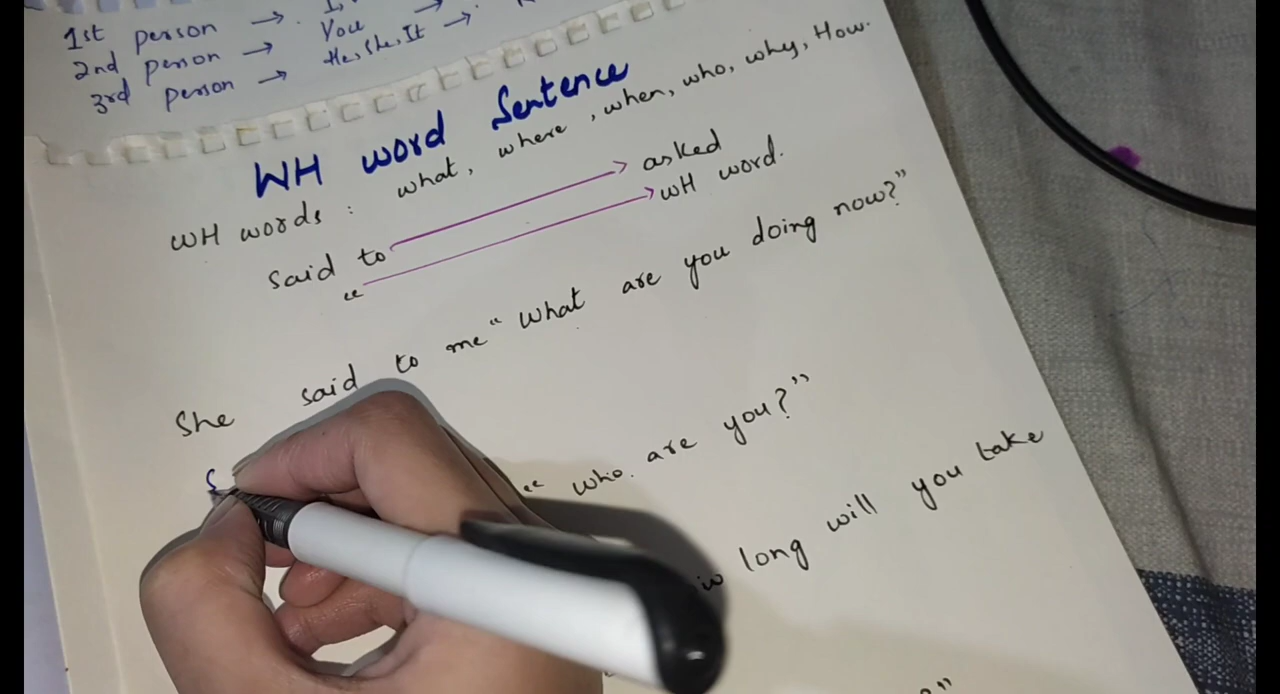 1st person → I,
2nd person → You →
3rd person → He, She, It →
WH word Sentence
WH words : what, where, when, who, why, How.
Said to → asked
“ → WH word.
She said to me “ What are you doing now?”
S
“ who. are you?”
long will you take
?”